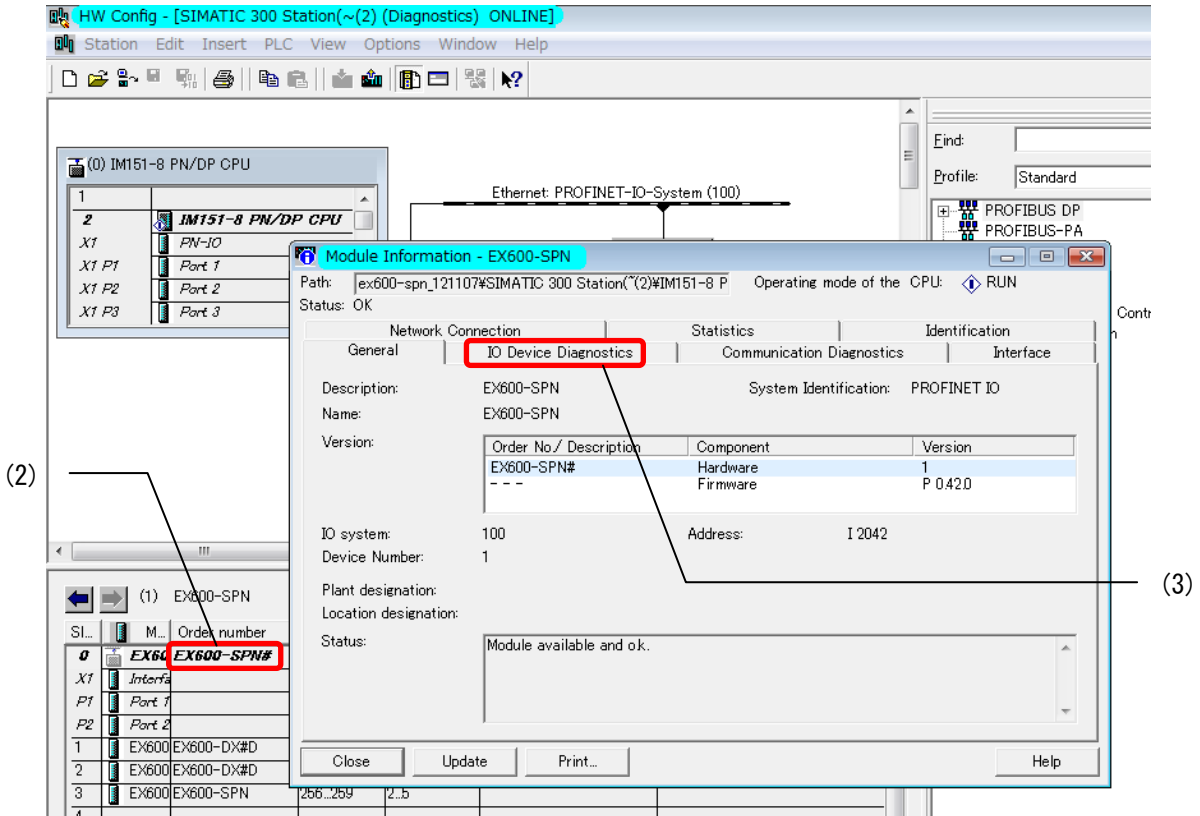 HW Config - [SIMATIC 300 Station(~(2) (Diagnostics) ONLINE]
Station Edit Insert PLC View Options Window Help
Find:
Profile: Standard
PROFIBUS DP
PROFIBUS-PA
(0) IM151-8 PN/DP CPU
1
2 IM151-8 PN/DP CPU
X1 PN-IO
X1 P1 Port 1
X1 P2 Port 2
X1 P3 Port 3
Ethernet: PROFINET-IO-System (100)
Contr
Module Information - EX600-SPN
Path: ex600-spn_121107¥SIMATIC 300 Station(~(2)¥IM151-8 P Operating mode of the CPU: RUN
Status: OK
Network Connection Statistics Identification
General IO Device Diagnostics Communication Diagnostics Interface
Description: EX600-SPN System Identification: PROFINET IO
Name: EX600-SPN
Version: Order No./ Description Component Version
EX600-SPN# Hardware 1
- - - Firmware P 0.42.0
IO system: 100 Address: I 2042
Device Number: 1
Plant designation:
Location designation:
Status: Module available and o.k.
Close Update Print... Help
(2)
(3)
(1) EX600-SPN
Sl... M... Order number
0 EX60 EX600-SPN#
X1 Interfa
P1 Port 1
P2 Port 2
1 EX600 EX600-DX#D
2 EX600 EX600-DX#D
3 EX600 EX600-SPN 256...259 2...5
4